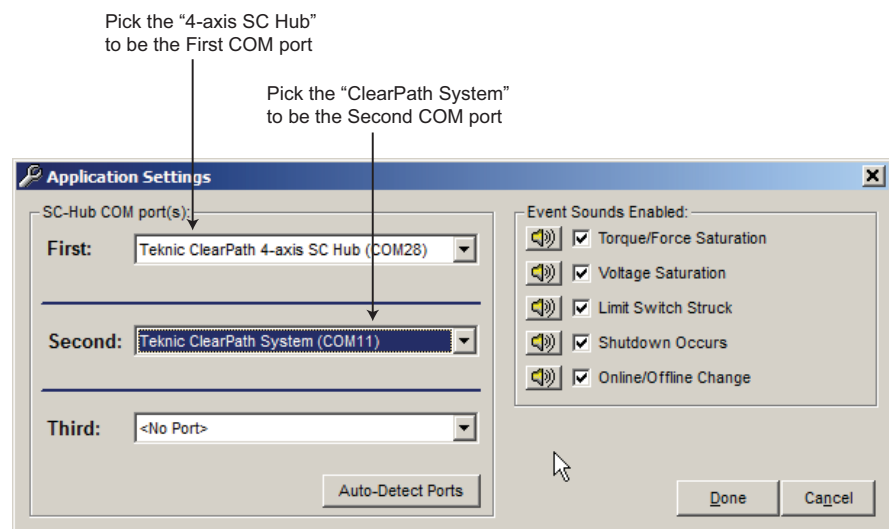 Pick the “4-axis SC Hub”
to be the First COM port
Pick the “ClearPath System”
to be the Second COM port
Application Settings
SC-Hub COM port(s):
First:
Teknic ClearPath 4-axis SC Hub (COM28)
Second:
Teknic ClearPath System (COM11)
Third:
<No Port>
Auto-Detect Ports
Event Sounds Enabled:
Torque/Force Saturation
Voltage Saturation
Limit Switch Struck
Shutdown Occurs
Online/Offline Change
Done
Cancel